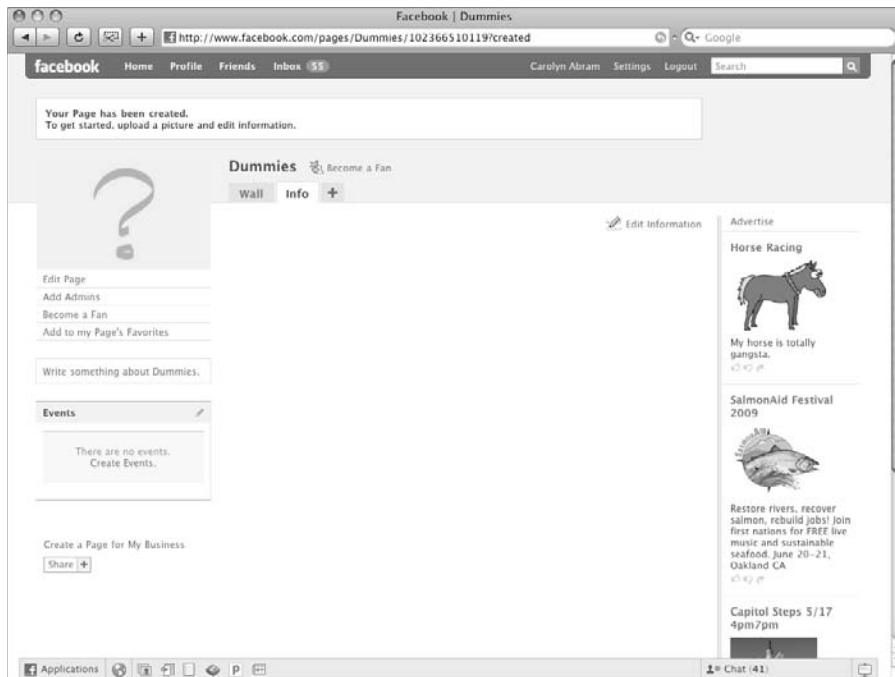 Facebook | Dummies
http://www.facebook.com/pages/Dummies/102366510119?created
Google
facebook Home Profile Friends Inbox 55 Carolyn Abram Settings Logout Search
Your Page has been created.
To get started, upload a picture and edit information.
Dummies Become a Fan
Wall Info +
Edit Information
Edit Page
Add Admins
Become a Fan
Add to my Page's Favorites
Write something about Dummies.
Events
There are no events.
Create Events.
Create a Page for My Business
Share +
Advertise
Horse Racing
My horse is totally
gangsta.
SalmonAid Festival
2009
SalmonAid
Restore rivers, recover
salmon, rebuild jobs! Join
first nations for FREE live
music and sustainable
seafood. June 20-21,
Oakland CA
Capitol Steps 5/17
4pm7pm
Applications
Chat (41)